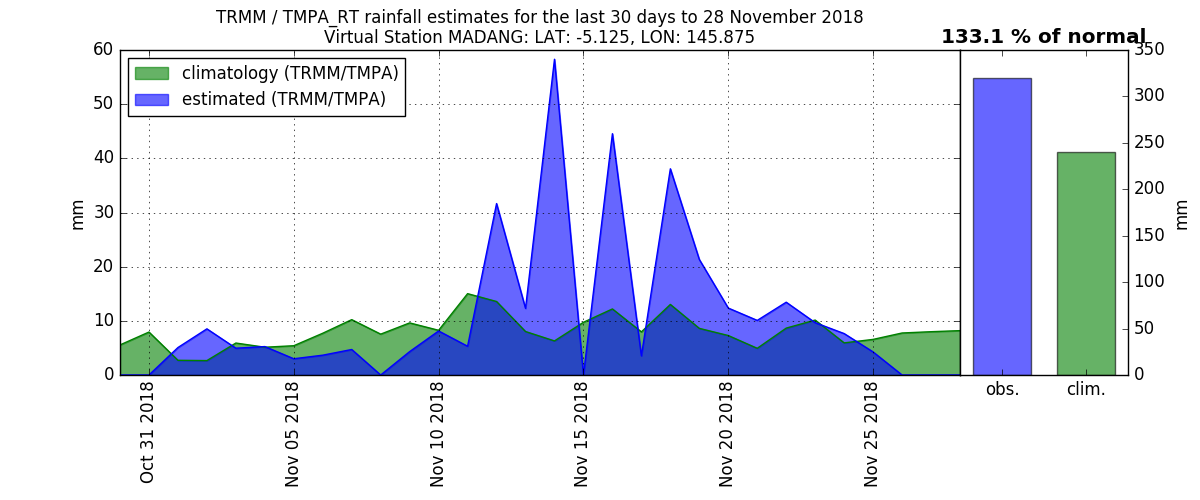 TRMM / TMPA_RT rainfall estimates for the last 30 days to 28 November 2018
Virtual Station MADANG: LAT: -5.125, LON: 145.875
133.1 % of normal
climatology (TRMM/TMPA)
estimated (TRMM/TMPA)
60
50
40
30
20
10
0
mm
Oct 31 2018
Nov 05 2018
Nov 10 2018
Nov 15 2018
Nov 20 2018
Nov 25 2018
obs.
clim.
350
300
250
200
150
100
50
0
mm